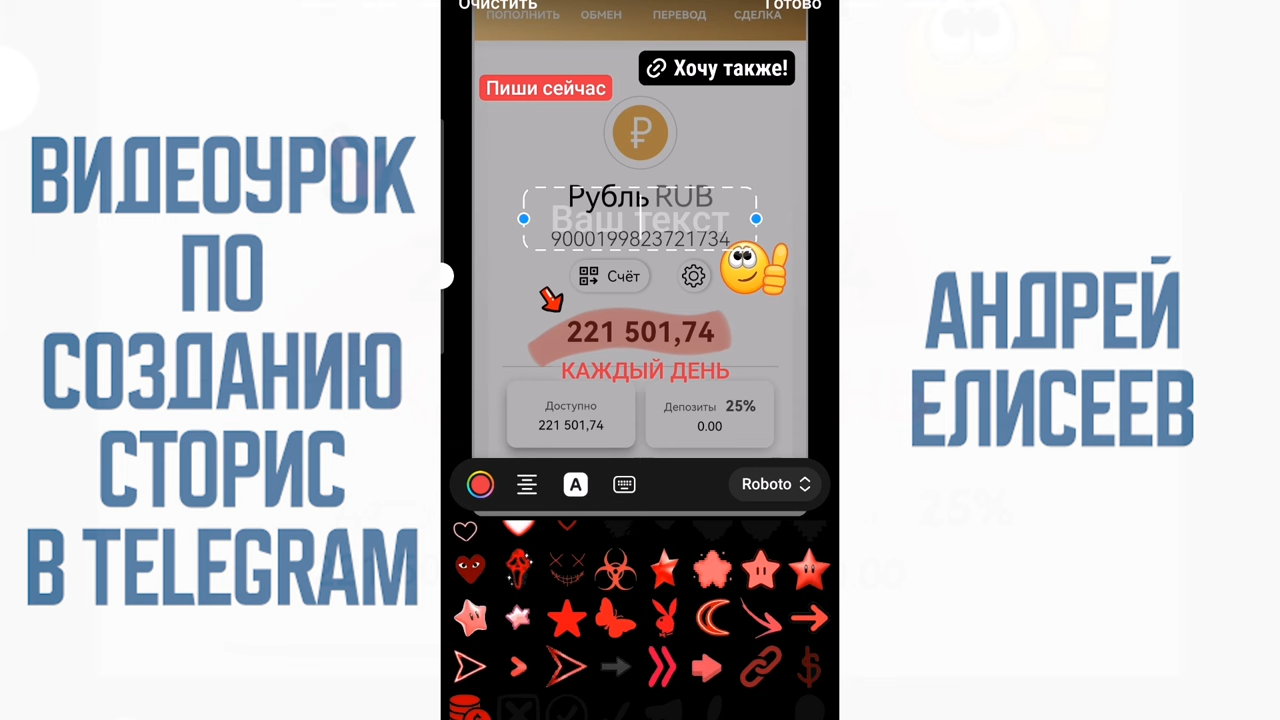 ВИДЕОУРОК
ПО
СОЗДАНИЮ
СТОРИС
В TELEGRAM
Очистить
Готово
ПОПОЛНИТЬ
ОБМЕН
ПЕРЕВОД
СДЕЛКА
Хочу также!
Пиши сейчас
Рубль RUB
Ваш текст
9000199823721734
Счёт
221 501,74
КАЖДЫЙ ДЕНЬ
Доступно
221 501,74
Депозиты 25%
0.00
A
Roboto
АНДРЕЙ
ЕЛИСЕЕВ
25%